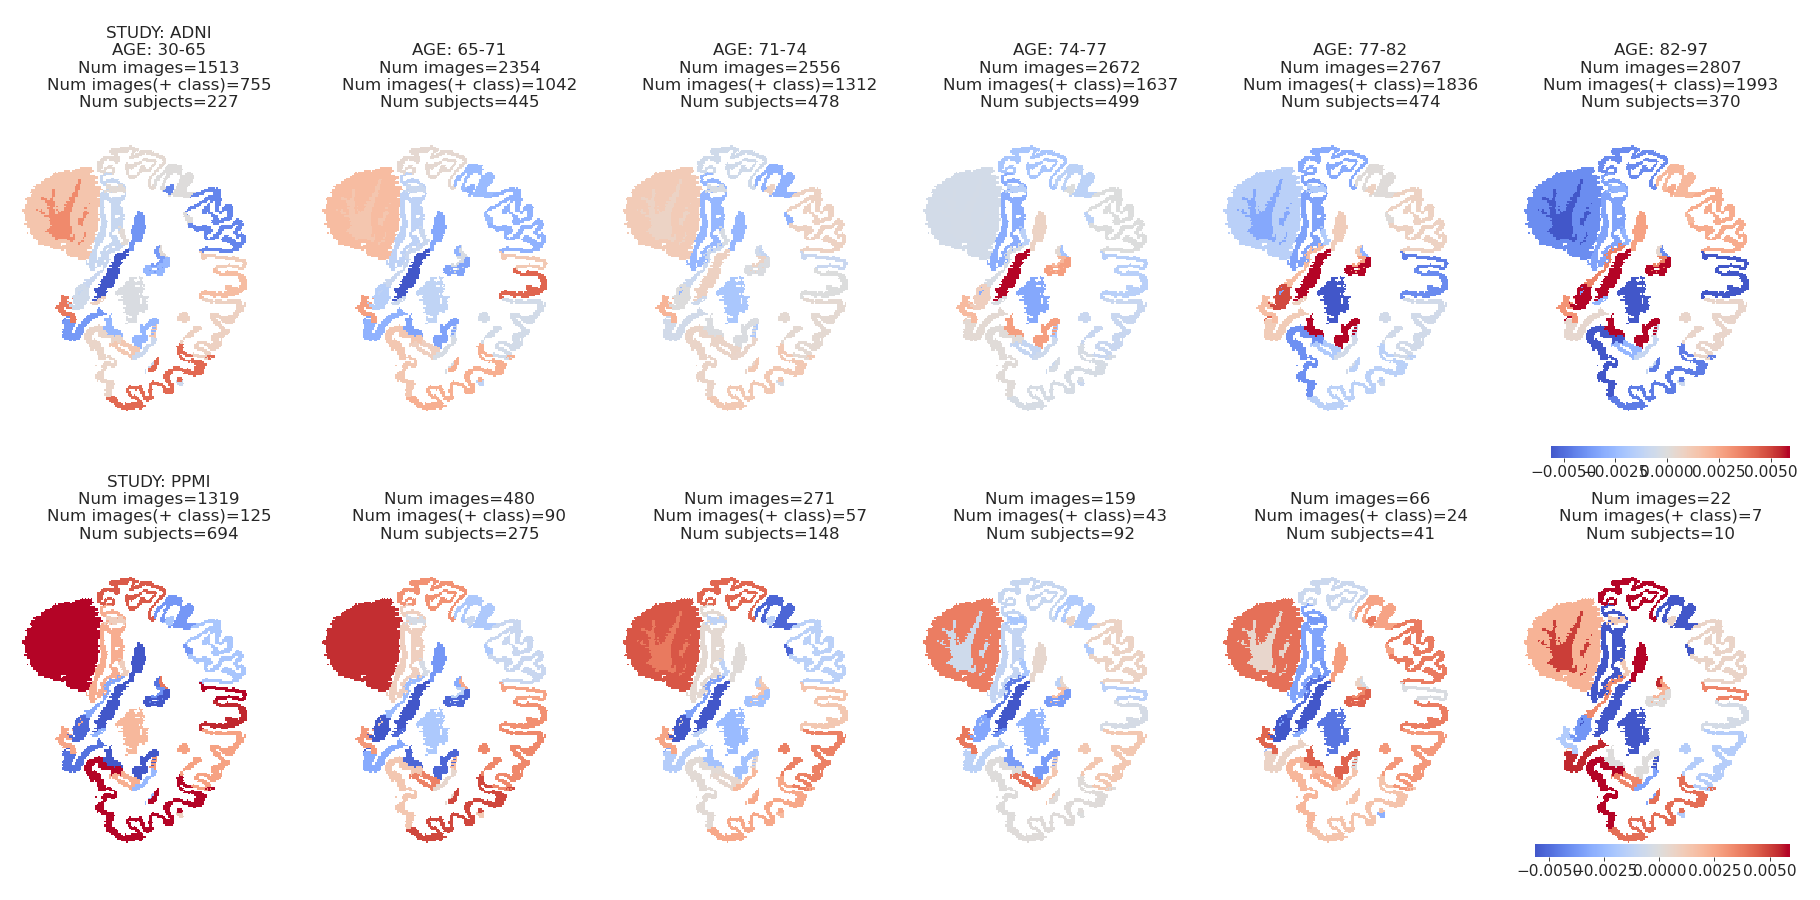 STUDY: ADNI
AGE: 30-65
Num images=1513
Num images(+ class)=755
Num subjects=227
AGE: 65-71
Num images=2354
Num images(+ class)=1042
Num subjects=445
AGE: 71-74
Num images=2556
Num images(+ class)=1312
Num subjects=478
AGE: 74-77
Num images=2672
Num images(+ class)=1637
Num subjects=499
AGE: 77-82
Num images=2767
Num images(+ class)=1836
Num subjects=474
AGE: 82-97
Num images=2807
Num images(+ class)=1993
Num subjects=370
−0.0050 −0.0025 0.0000 0.0025 0.0050
STUDY: PPMI
Num images=1319
Num images(+ class)=125
Num subjects=694
Num images=480
Num images(+ class)=90
Num subjects=275
Num images=271
Num images(+ class)=57
Num subjects=148
Num images=159
Num images(+ class)=43
Num subjects=92
Num images=66
Num images(+ class)=24
Num subjects=41
Num images=22
Num images(+ class)=7
Num subjects=10
−0.0050 −0.0025 0.0000 0.0025 0.0050